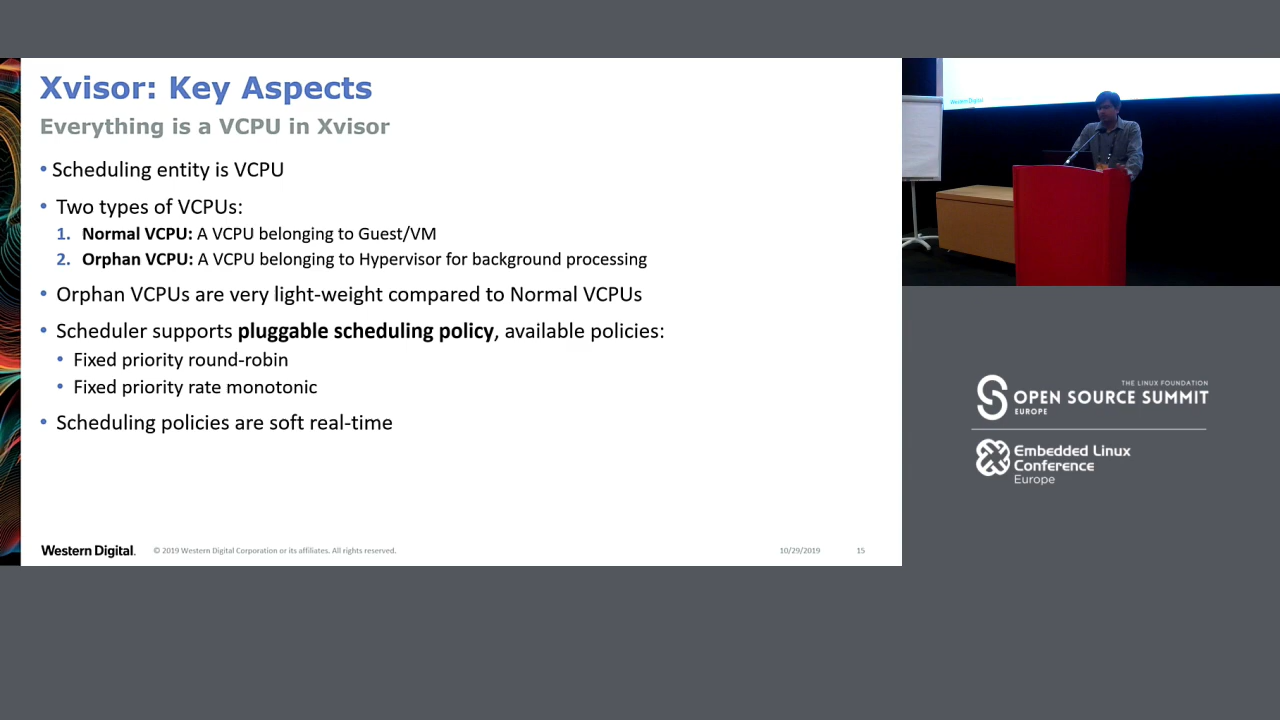 Xvisor: Key Aspects
Everything is a VCPU in Xvisor
• Scheduling entity is VCPU
• Two types of VCPUs:
1. Normal VCPU: A VCPU belonging to Guest/VM
2. Orphan VCPU: A VCPU belonging to Hypervisor for background processing
• Orphan VCPUs are very light-weight compared to Normal VCPUs
• Scheduler supports pluggable scheduling policy, available policies:
• Fixed priority round-robin
• Fixed priority rate monotonic
• Scheduling policies are soft real-time
Western Digital. © 2019 Western Digital Corporation or its affiliates. All rights reserved. 10/29/2019 15
Western Digital
THE LINUX FOUNDATION
OPEN SOURCE SUMMIT
EUROPE
Embedded Linux
Conference
Europe